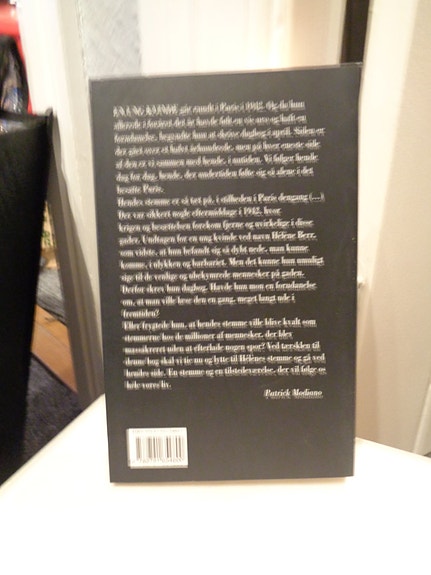 EN UNG KVINDE går rundt i Paris i 1942. Og da hun
allerede i foråret det år havde følt en vis uro og haft en
forudanelse, begyndte hun at skrive dagbog i april. Siden er
der gået over et halvt århundrede, men på hver eneste side
af den er vi sammen med hende, i nutiden. Vi følger hende
dag for dag, hende, der undertiden følte sig så alene i det
besatte Paris.
Hendes stemme er så tæt på, i stilheden i Paris dengang (...)
Der var sikkert nogle eftermiddage i 1942, hvor
krigen og besættelsen forekom fjerne og uvirkelige i disse
gader. Undtagen for en ung kvinde ved navn Hélène Berr,
som vidste, at hun befandt sig så dybt nede, man kunne
komme, i ulykken og barbariet. Men det kunne hun umuligt
sige til de venlige og ubekymrede mennesker på gaden.
Derfor skrev hun dagbog. Havde hun mon en forudanelse
om, at man ville læse den en gang, meget langt ude i
fremtiden?
Eller frygtede hun, at hendes stemme ville blive kvalt som
stemmerne hos de millioner af mennesker, der blev
massakreret uden at efterlade nogen spor? Ved tærsklen til
denne bog skal vi tie nu og lytte til Hélènes stemme og gå ved
hendes side. En stemme og en tilstedeværelse, der vil følge os
hele vores liv.
Patrick Modiano